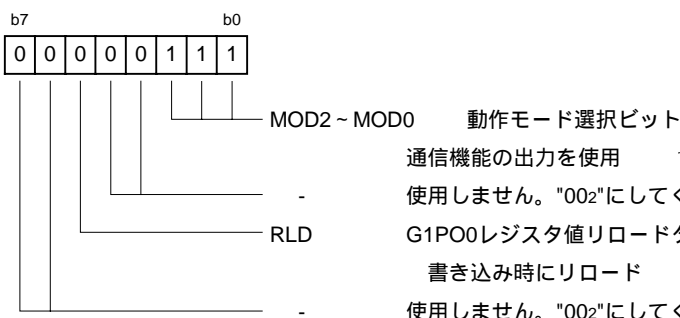 b7 b0
0 0 0 0 0 1 1 1
MOD2～MOD0 動作モード選択ビット
通信機能の出力を使用
- 使用しません。"002"にしてく
RLD G1PO0レジスタ値リロード
書き込み時にリロード
- 使用しません。"002"にしてく